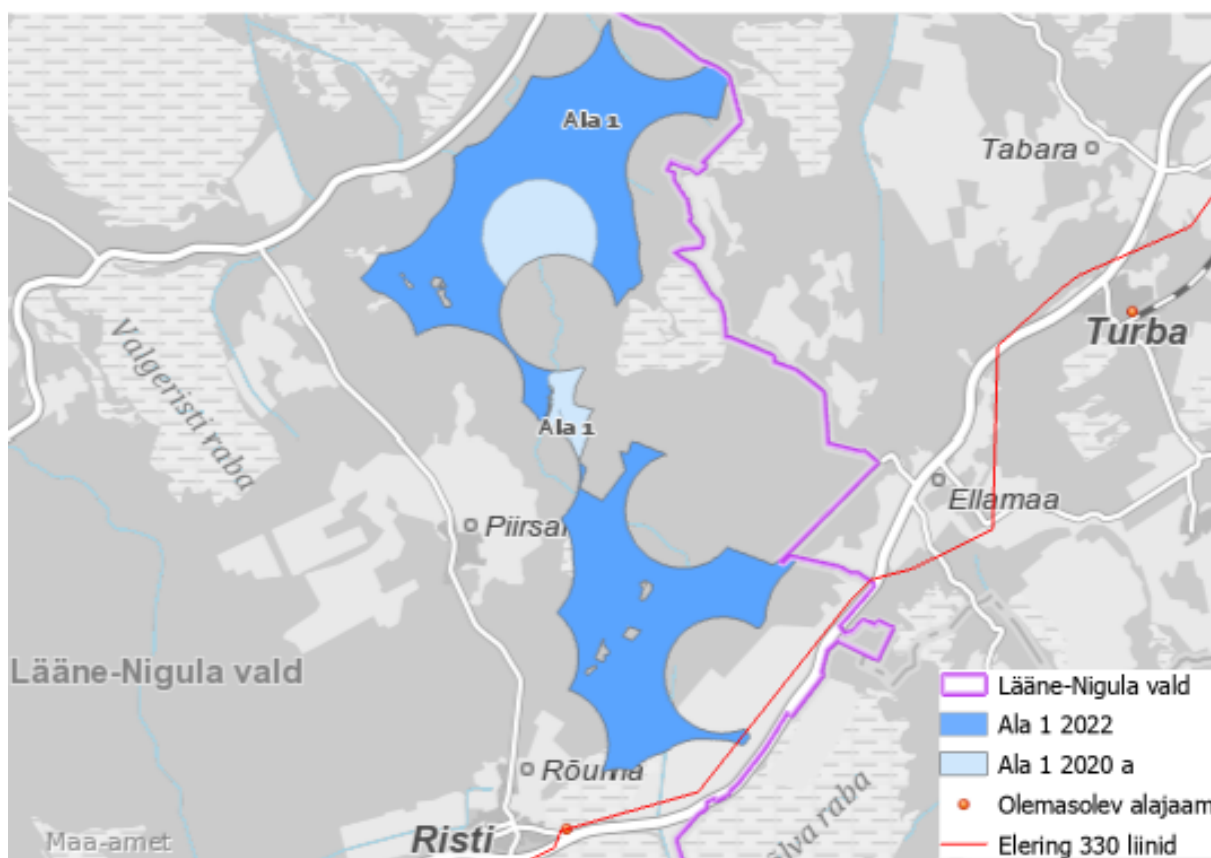 Ala 1
Tabara
Turba
Valgeristi raba
Ala 1
Ellamaa
Lääne-Nigula vald
Rõuma
Risti
Maa-amet
raba
Lääne-Nigula vald
Ala 1 2022
Ala 1 2020 a
Olemasolev alajaam
Elering 330 liinid